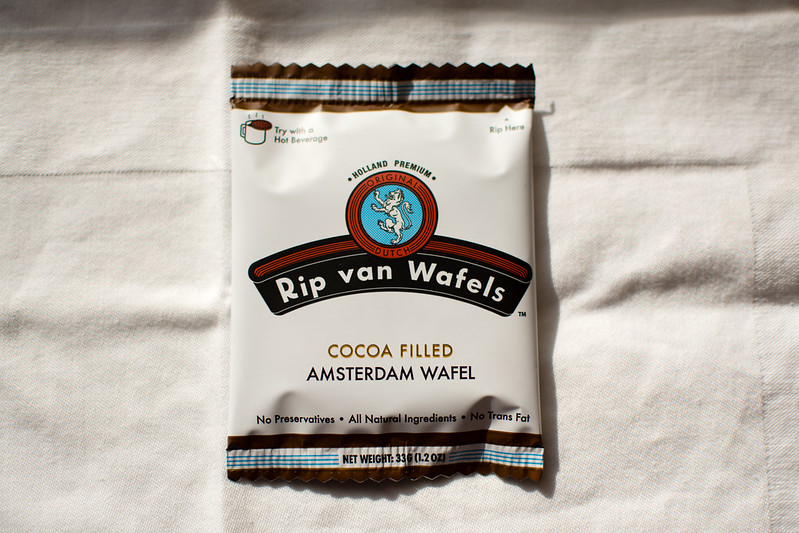 Try with a
Hot Beverage
Rip Here
• HOLLAND PREMIUM •
ORIGINAL
DUTCH
Rip van Wafels
TM
COCOA FILLED
AMSTERDAM WAFEL
No Preservatives • All Natural Ingredients • No Trans Fat
NET WEIGHT: 33G (1.2 OZ)